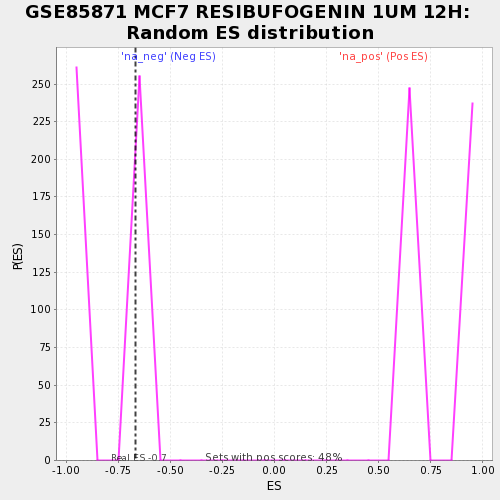 GSE85871 MCF7 RESIBUFOGENIN 1UM 12H:
Random ES distribution
'na_neg' (Neg ES)
'na_pos' (Pos ES)
250
225
200
175
150
125
100
75
50
25
0
P(ES)
Real ES -0.7
Sets with pos scores: 48%
-1.00 -0.75 -0.50 -0.25 0.00 0.25 0.50 0.75 1.00
ES